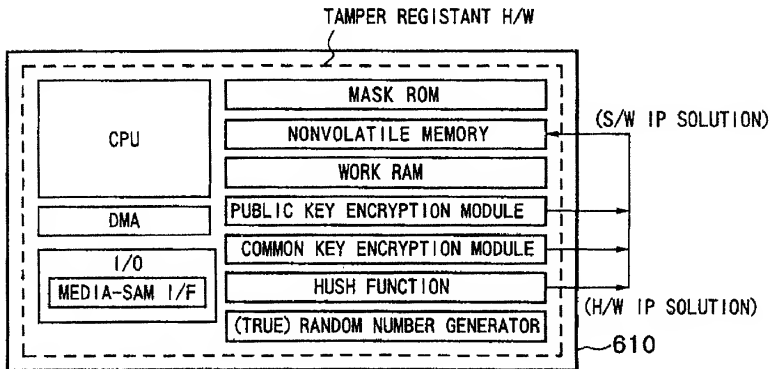 TAMPER REGISTANT H/W
CPU
DMA
I/O
MEDIA-SAM I/F
MASK ROM
NONVOLATILE MEMORY
WORK RAM
PUBLIC KEY ENCRYPTION MODULE
COMMON KEY ENCRYPTION MODULE
HUSH FUNCTION
(TRUE) RANDOM NUMBER GENERATOR
(S/W IP SOLUTION)
(H/W IP SOLUTION)
610